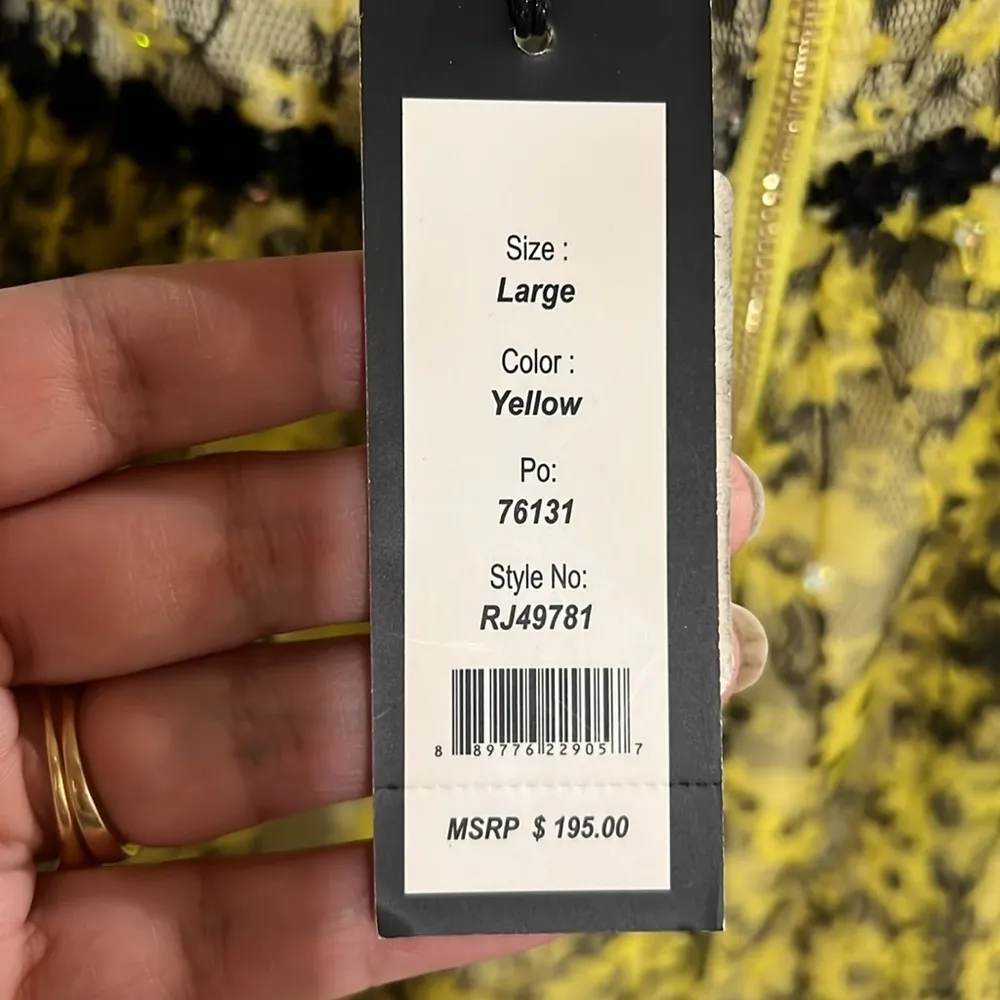 Size :
Large
Color :
Yellow
Po:
76131
Style No:
RJ49781
8 89776 22905 7
MSRP $ 195.00